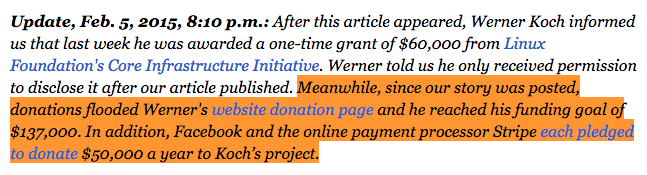 Update, Feb. 5, 2015, 8:10 p.m.: After this article appeared, Werner Koch informed
us that last week he was awarded a one-time grant of $60,000 from Linux
Foundation's Core Infrastructure Initiative. Werner told us he only received permission
to disclose it after our article published. Meanwhile, since our story was posted,
donations flooded Werner's website donation page and he reached his funding goal of
$137,000. In addition, Facebook and the online payment processor Stripe each pledged
to donate $50,000 a year to Koch’s project.